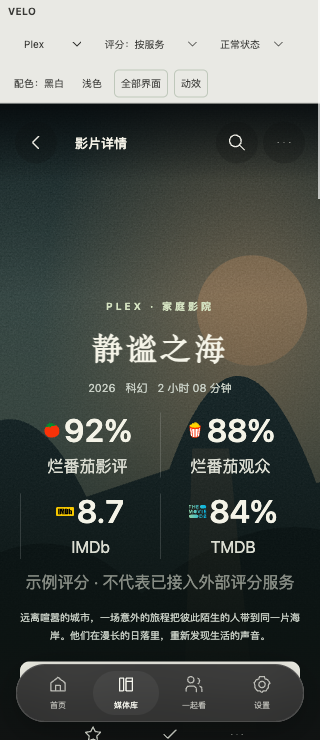 VELO
Plex 评分：按服务 正常状态
配色：黑白 浅色 全部界面 动效
影片详情
PLEX · 家庭影院
静谧之海
2026 科幻 2 小时 08 分钟
92% 88%
烂番茄影评 烂番茄观众
IMDb 8.7 THE MOVIE DB 84%
IMDb TMDB
示例评分 · 不代表已接入外部评分服务
远离喧嚣的城市，一场意外的旅程把彼此陌生的人带到同一片海
岸。他们在漫长的日落里，重新发现生活的声音。
首页 媒体库 一起看 设置